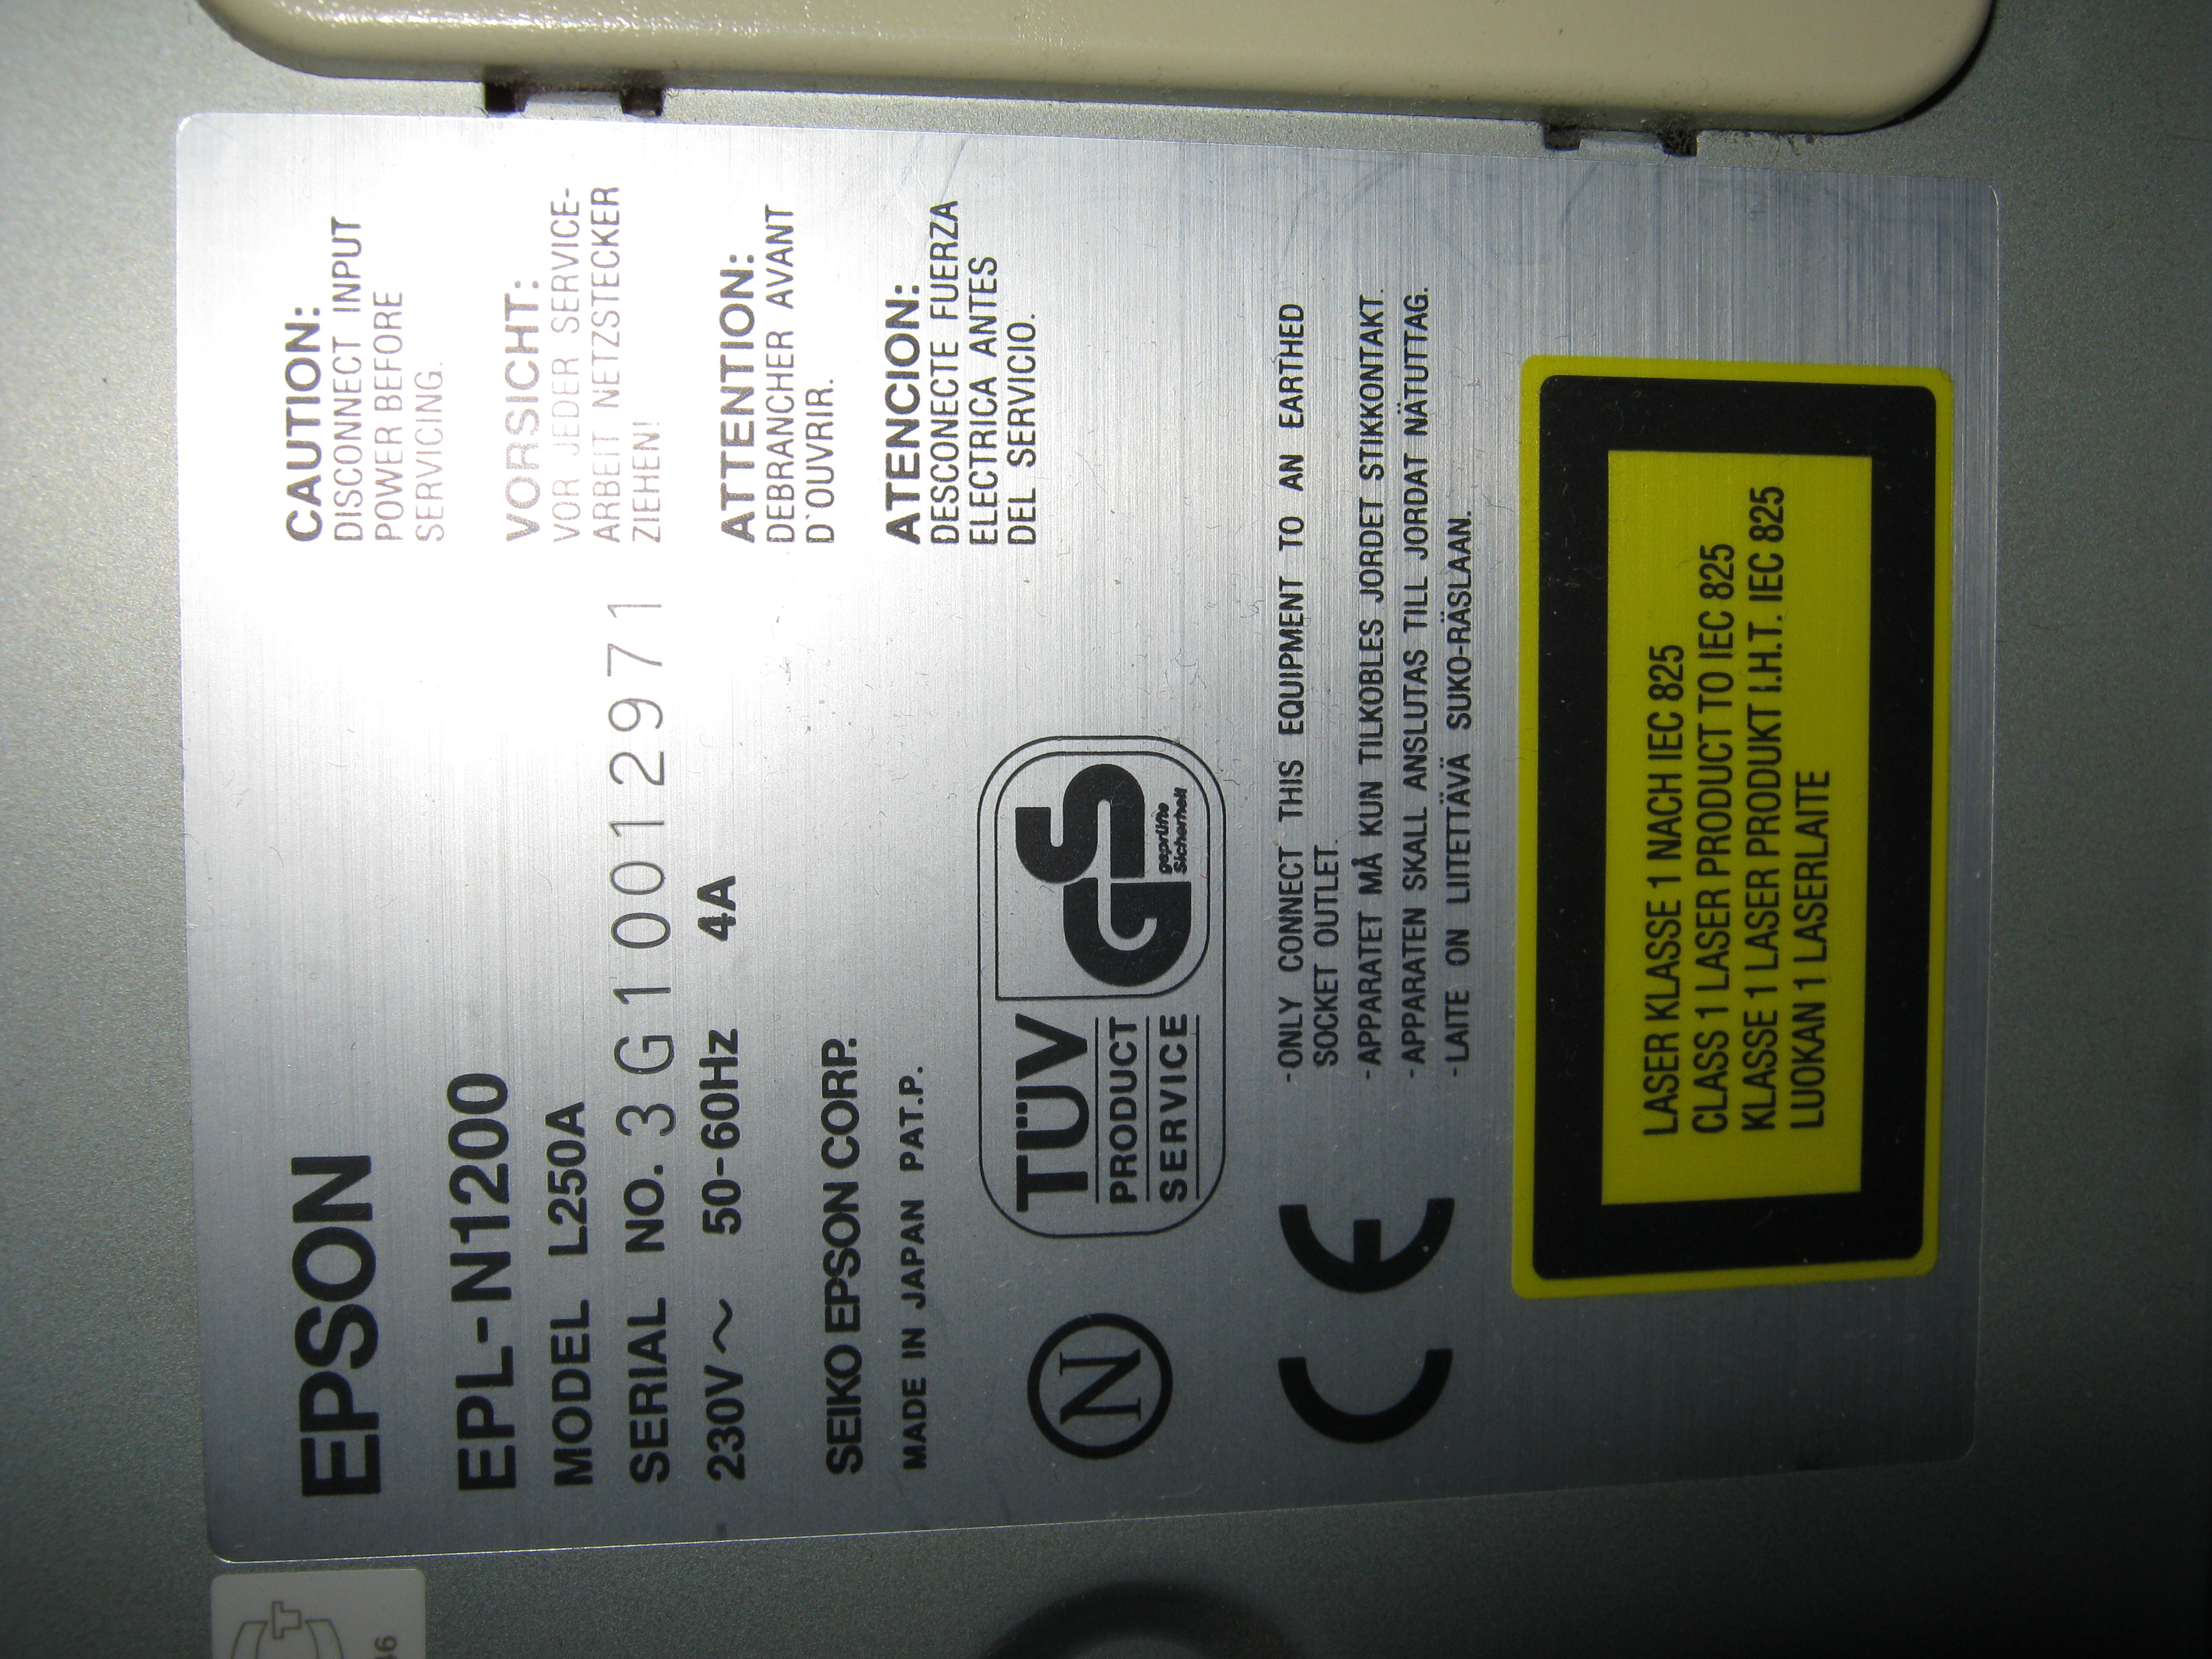 EPSON
EPL-N1200
MODEL L250A
SERIAL NO. 3G10012971
230V~ 50-60Hz 4A
SEIKO EPSON CORP.
MADE IN JAPAN PAT.P.
CAUTION:
DISCONNECT INPUT
POWER BEFORE
SERVICING.
VORSICHT:
VOR JEDER SERVICE-
ARBEIT NETZSTECKER
ZIEHEN!
ATTENTION:
DEBRANCHER AVANT
D`OUVRIR.
ATENCION:
DESCONECTE FUERZA
ELECTRICA ANTES
DEL SERVICIO.
N
TÜV
PRODUCT
SERVICE
GS
geprüfte
Sicherheit
CE
-ONLY CONNECT THIS EQUIPMENT TO AN EARTHED
SOCKET OUTLET.
-APPARATET MÅ KUN TILKOBLES JORDET STIKKONTAKT.
-APPARATEN SKALL ANSLUTAS TILL JORDAT NÄTUTTAG.
-LAITE ON LIITETTÄVÄ SUKO-RÄSLAAN.
LASER KLASSE 1 NACH IEC 825
CLASS 1 LASER PRODUCT TO IEC 825
KLASSE 1 LASER PRODUKT I.H.T. IEC 825
LUOKAN 1 LASERLAITE